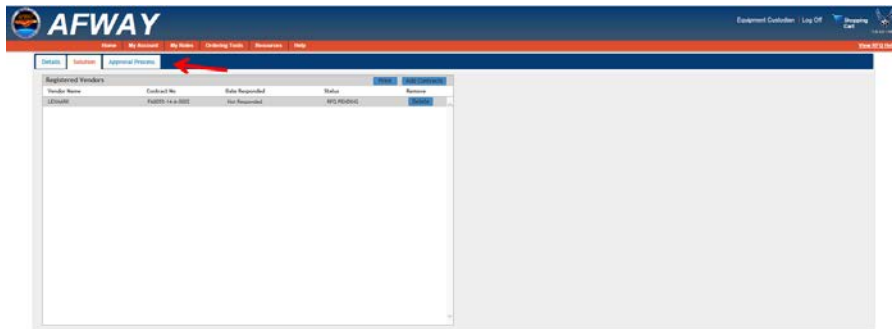 AFWAY
Equipment Custodian | Log Off Shopping Cart
Home My Account My Roles Ordering Tools Resources Help
Details Solution Approval Process
Registered Vendors Print Add Contracts
Vendor Name Contract No Date Responded Status Remove
LEXMARK Not Responded RFQ PENDING Delete